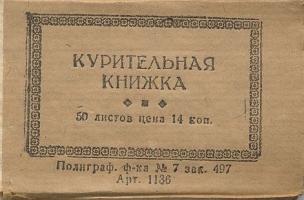 КУРИТЕЛЬНАЯ
КНИЖКА
50 листов цена 14 коп.
Полиграф. ф-ка № 7 зак. 497
Арт. 1136